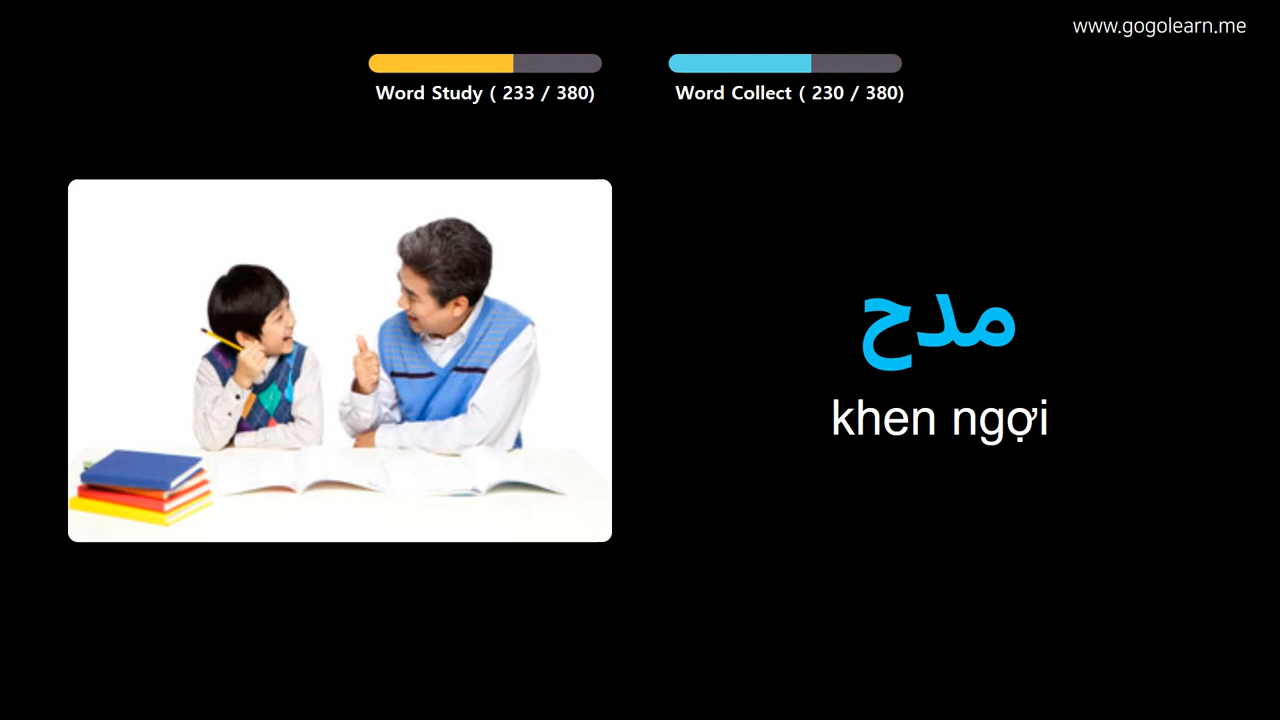 www.gogolearn.me
Word Study ( 233 / 380)
Word Collect ( 230 / 380)
مدح
khen ngợi